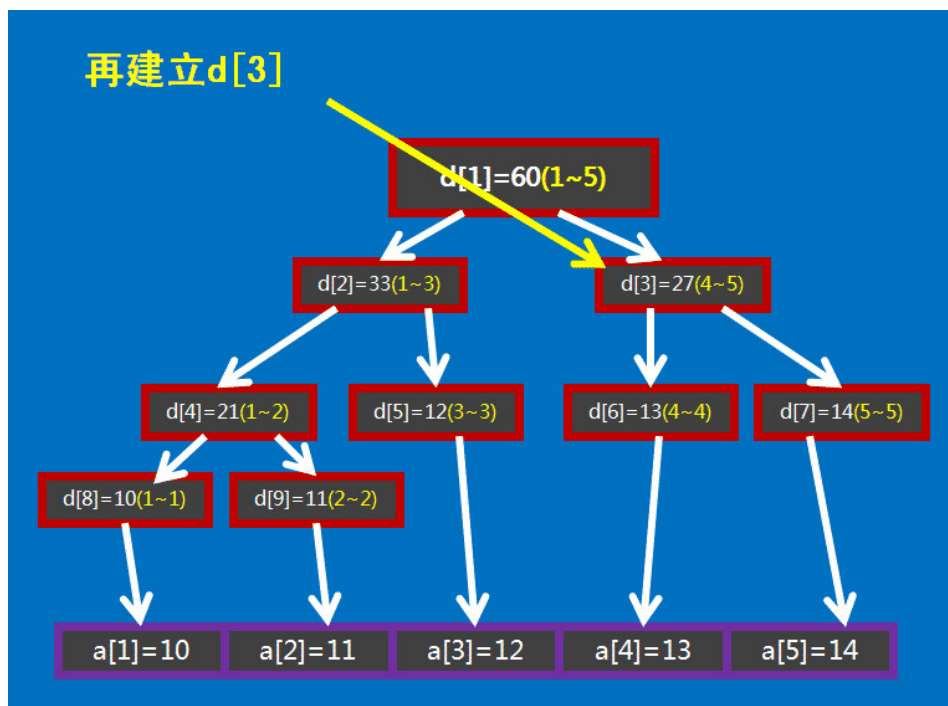 再建立d[3]
d[1]=60(1~5)
d[2]=33(1~3)
d[3]=27(4~5)
d[4]=21(1~2)
d[5]=12(3~3)
d[6]=13(4~4)
d[7]=14(5~5)
d[8]=10(1~1)
d[9]=11(2~2)
a[1]=10
a[2]=11
a[3]=12
a[4]=13
a[5]=14